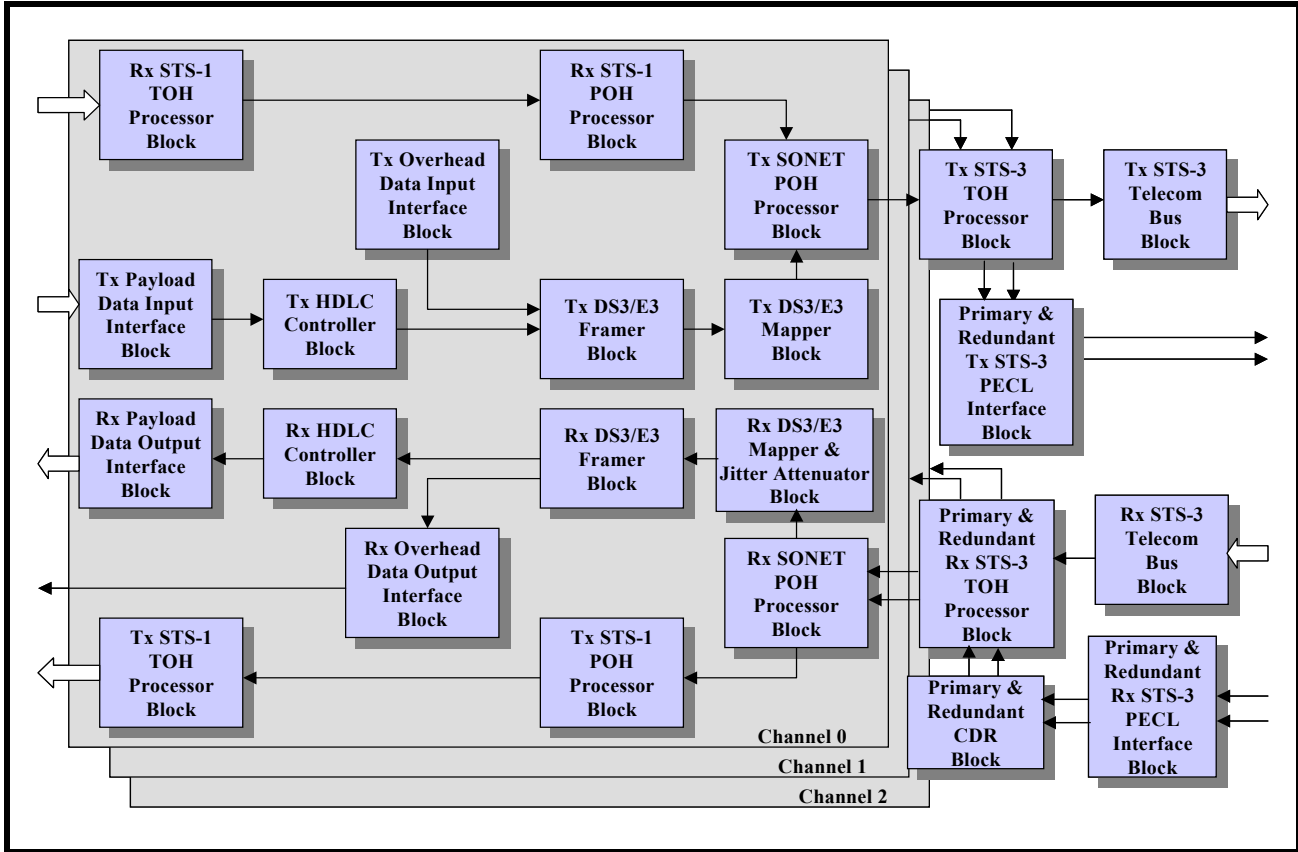 Rx STS-1
TOH
Processor
Block
Rx STS-1
POH
Processor
Block
Tx Overhead
Data Input
Interface
Block
Tx SONET
POH
Processor
Block
Tx STS-3
TOH
Processor
Block
Tx STS-3
Telecom
Bus
Block
Tx Payload
Data Input
Interface
Block
Tx HDLC
Controller
Block
Tx DS3/E3
Framer
Block
Tx DS3/E3
Mapper
Block
Primary &
Redundant
Tx STS-3
PECL
Interface
Block
Rx Payload
Data Output
Interface
Block
Rx HDLC
Controller
Block
Rx DS3/E3
Framer
Block
Rx DS3/E3
Mapper &
Jitter Attenuator
Block
Primary &
Redundant
Rx STS-3
TOH
Processor
Block
Rx STS-3
Telecom
Bus
Block
Rx Overhead
Data Output
Interface
Block
Rx SONET
POH
Processor
Block
Tx STS-1
TOH
Processor
Block
Tx STS-1
POH
Processor
Block
Primary &
Redundant
CDR
Block
Primary &
Redundant
Rx STS-3
PECL
Interface
Block
Channel 0
Channel 1
Channel 2